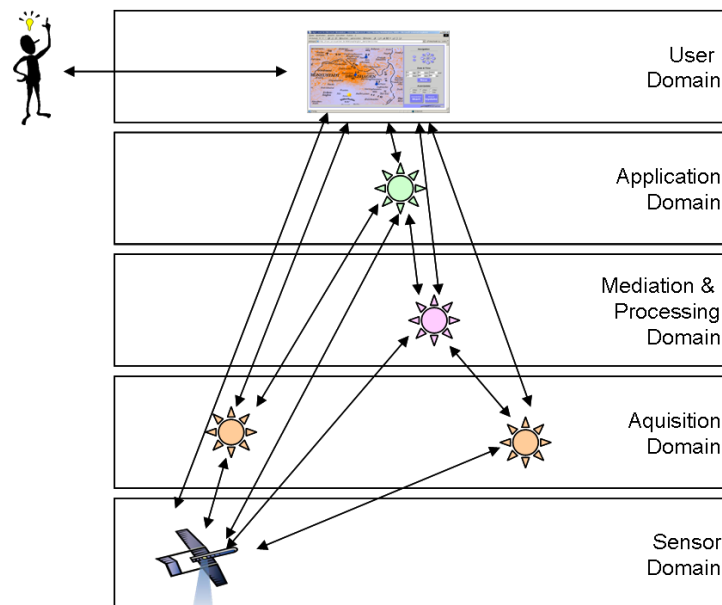 User
Domain
Application
Domain
Mediation &
Processing
Domain
Aquisition
Domain
Sensor
Domain